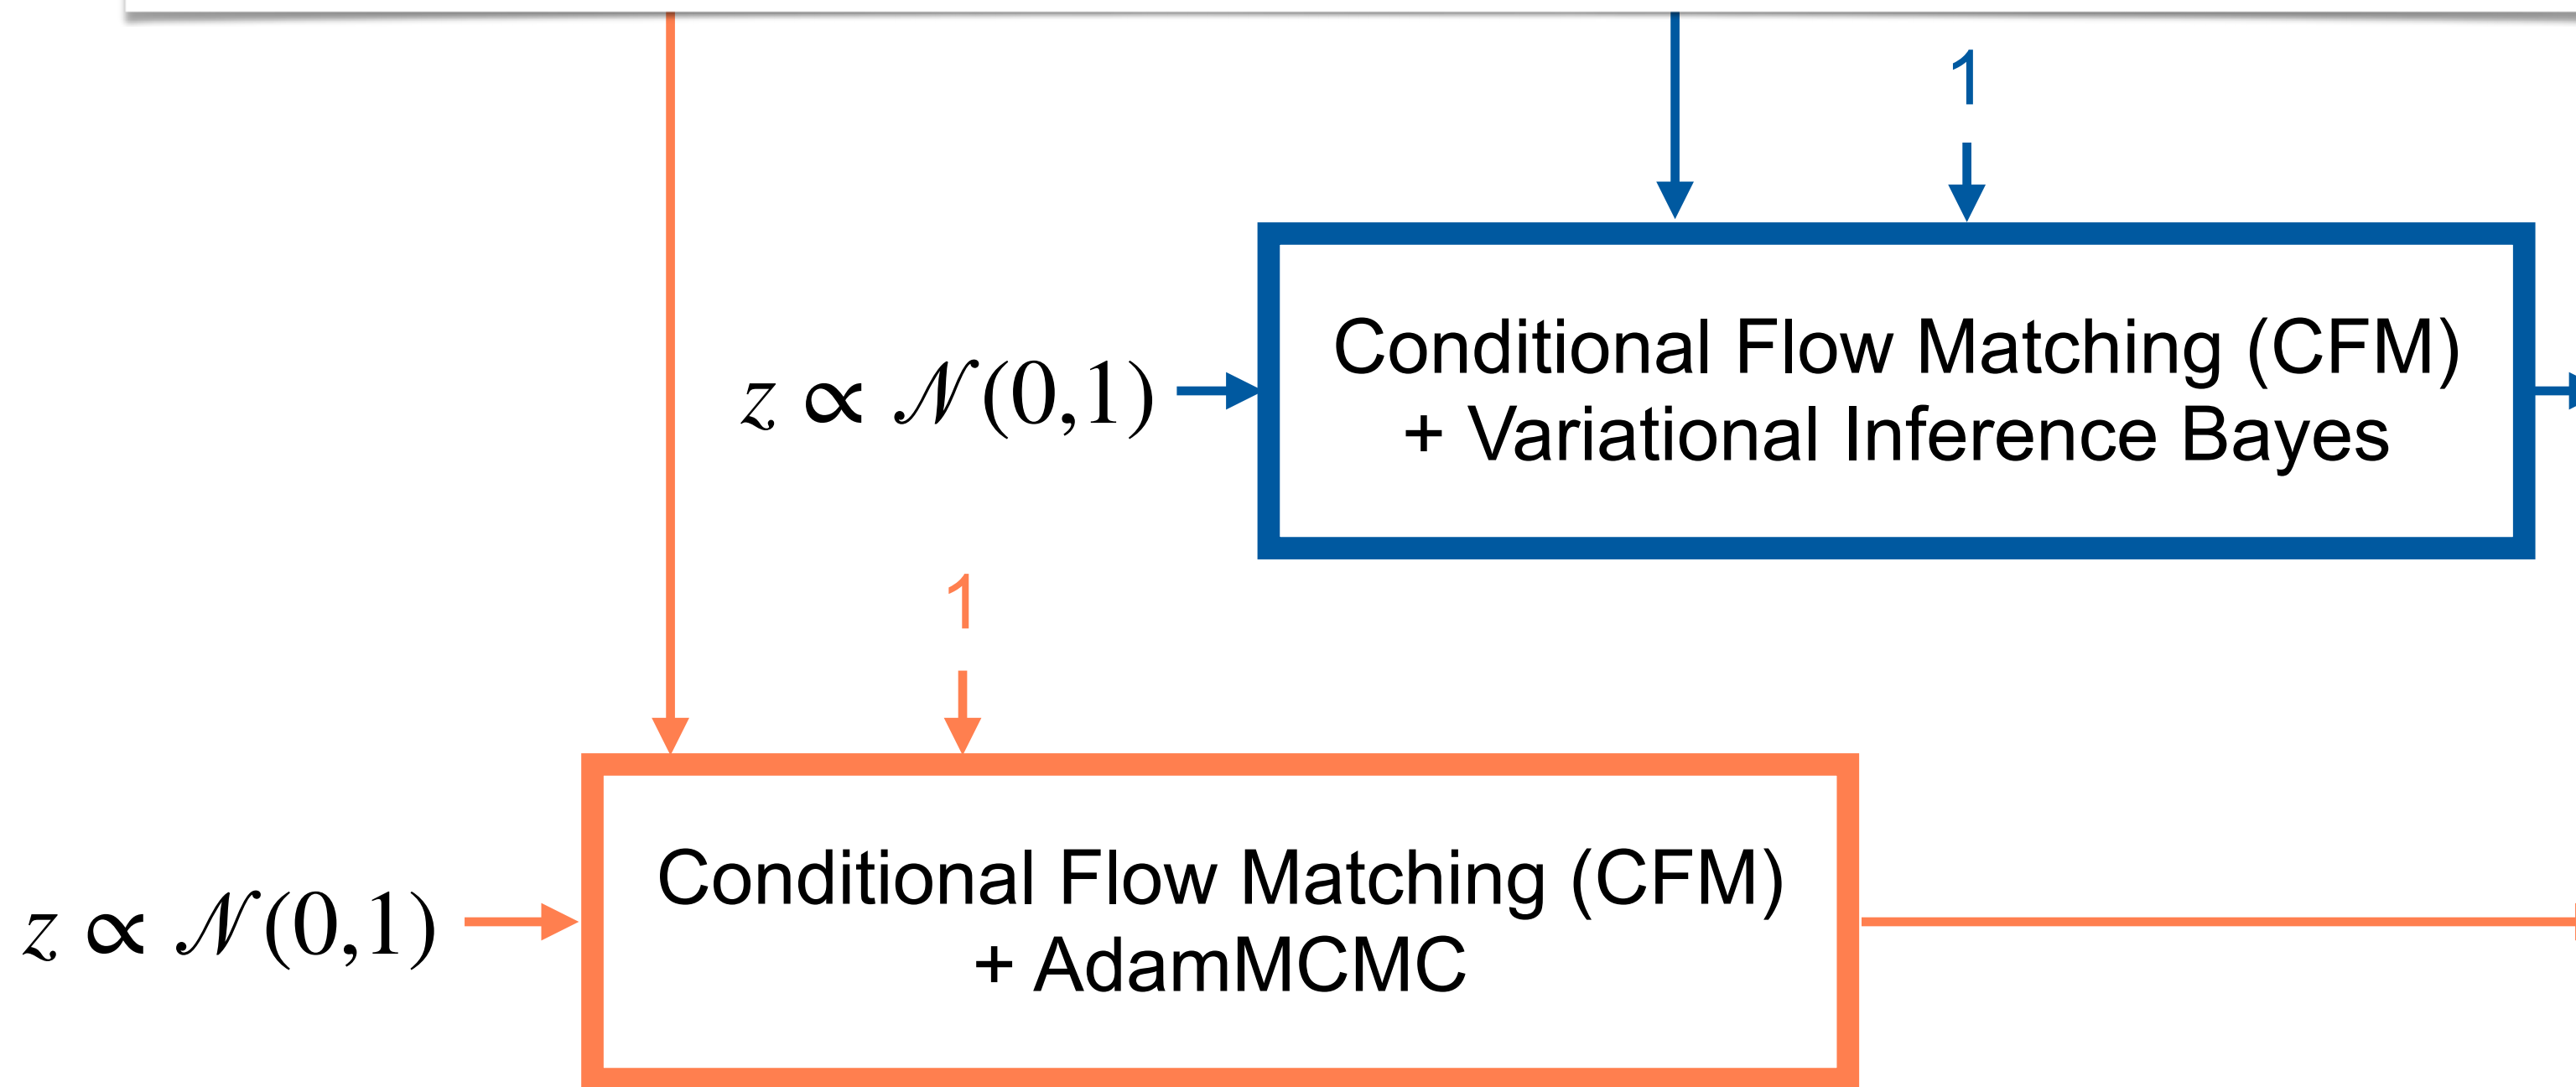 1
z ∝ 𝒩(0,1)
Conditional Flow Matching (CFM)
+ Variational Inference Bayes
1
z ∝ 𝒩(0,1)
Conditional Flow Matching (CFM)
+ AdamMCMC